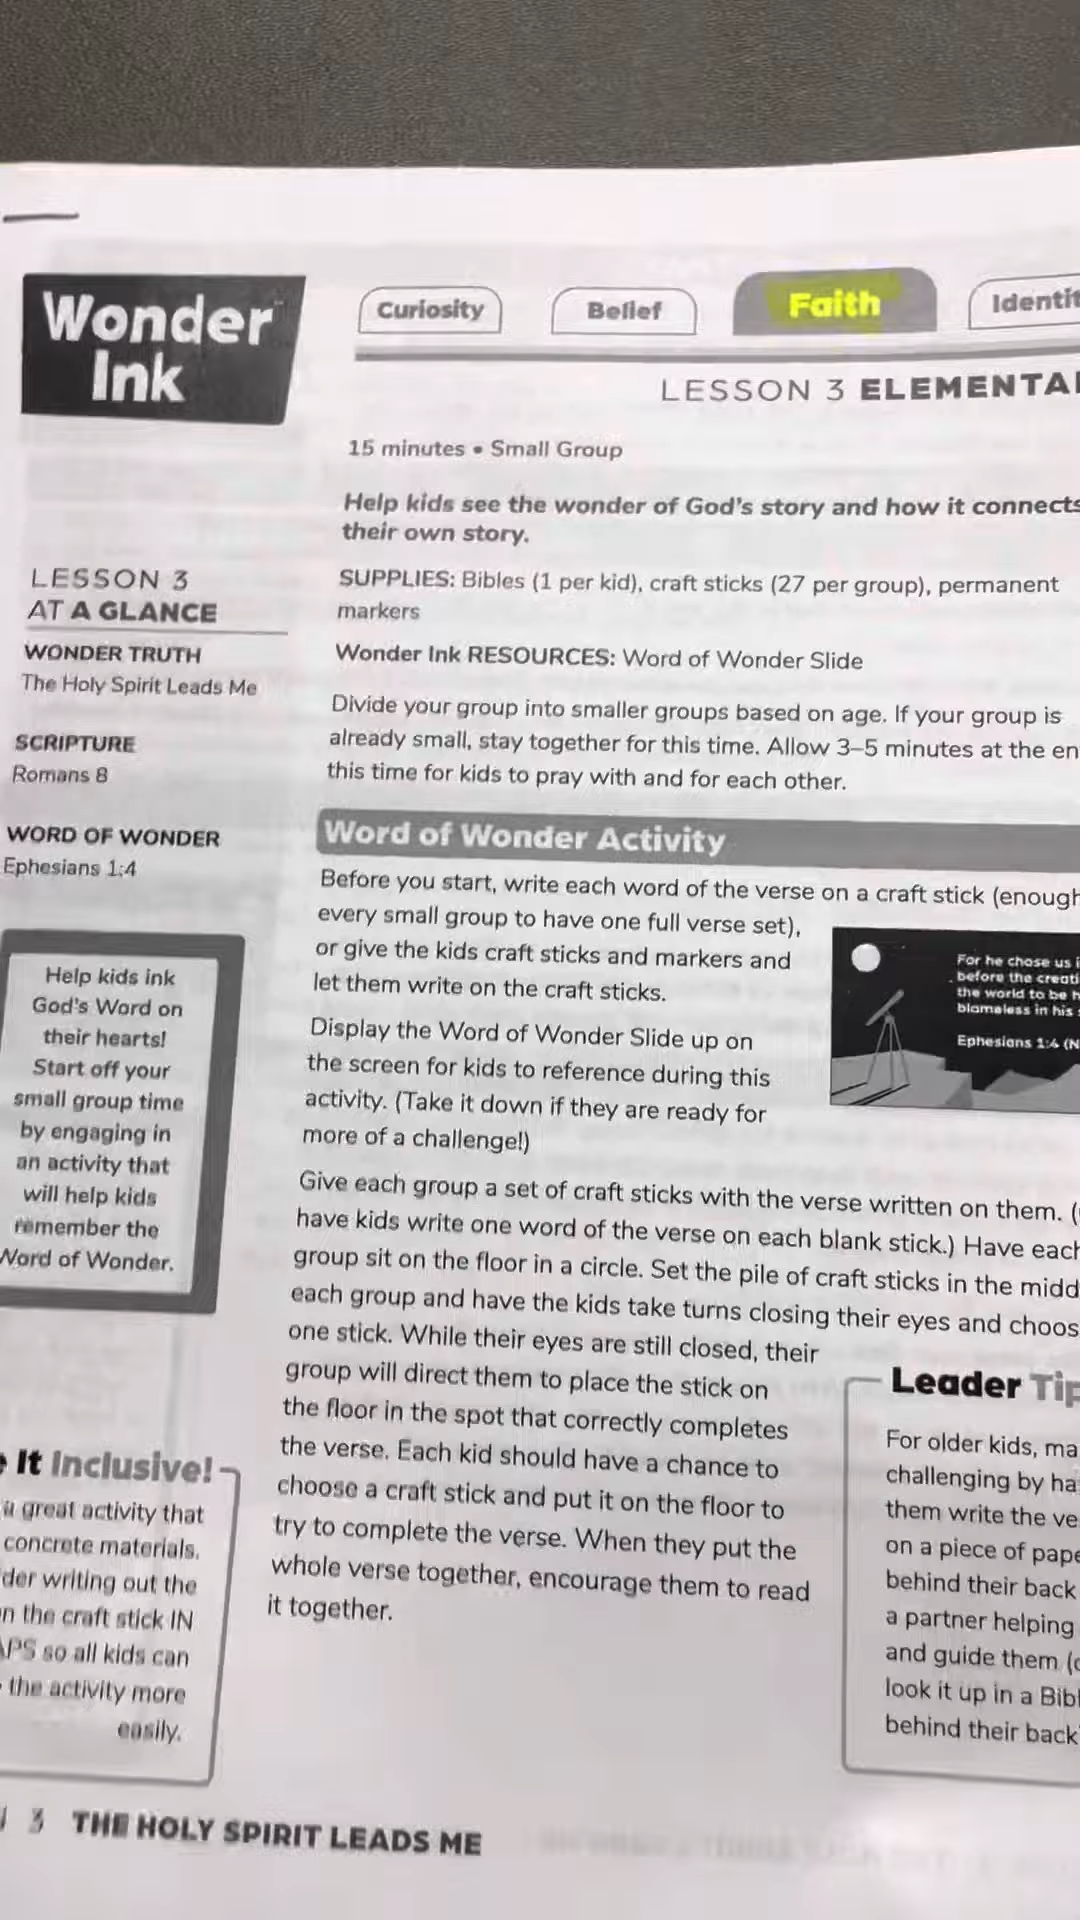 Wonder
Ink
Curiosity
Belief
Faith
LESSON 3 ELEMENTA
15 minutes • Small Group
Help kids see the wonder of God's story and how it connects
their own story.
SUPPLIES: Bibles (1 per kid), craft sticks (27 per group), permanent
markers
Wonder Ink RESOURCES: Word of Wonder Slide
Divide your group into smaller groups based on age. If your group is
already small, stay together for this time. Allow 3–5 minutes at the en
this time for kids to pray with and for each other.
LESSON 3
AT A GLANCE
WONDER TRUTH
The Holy Spirit Leads Me
SCRIPTURE
Romans 8
WORD OF WONDER
Ephesians 1:4
Help kids ink
God's Word on
their hearts!
Start off your
small group time
by engaging in
an activity that
will help kids
remember the
Word of Wonder.
It Inclusive!
a great activity that
concrete materials.
der writing out the
n the craft stick IN
APS so all kids can
the activity more
easily.
Word of Wonder Activity
Before you start, write each word of the verse on a craft stick (enough
every small group to have one full verse set),
or give the kids craft sticks and markers and
let them write on the craft sticks.
Display the Word of Wonder Slide up on
the screen for kids to reference during this
activity. (Take it down if they are ready for
more of a challenge!)
For he chose us i
before the creati
the world to be h
blameless in his s
Ephesians 1:4 (N
Give each group a set of craft sticks with the verse written on them. (
have kids write one word of the verse on each blank stick.) Have each
group sit on the floor in a circle. Set the pile of craft sticks in the midd
each group and have the kids take turns closing their eyes and choos
one stick. While their eyes are still closed, their
group will direct them to place the stick on
the floor in the spot that correctly completes
the verse. Each kid should have a chance to
choose a craft stick and put it on the floor to
try to complete the verse. When they put the
whole verse together, encourage them to read
it together.
Leader Tip
For older kids, ma
challenging by ha
them write the ve
on a piece of pape
behind their back
a partner helping
and guide them (
look it up in a Bib
behind their back
3 THE HOLY SPIRIT LEADS ME